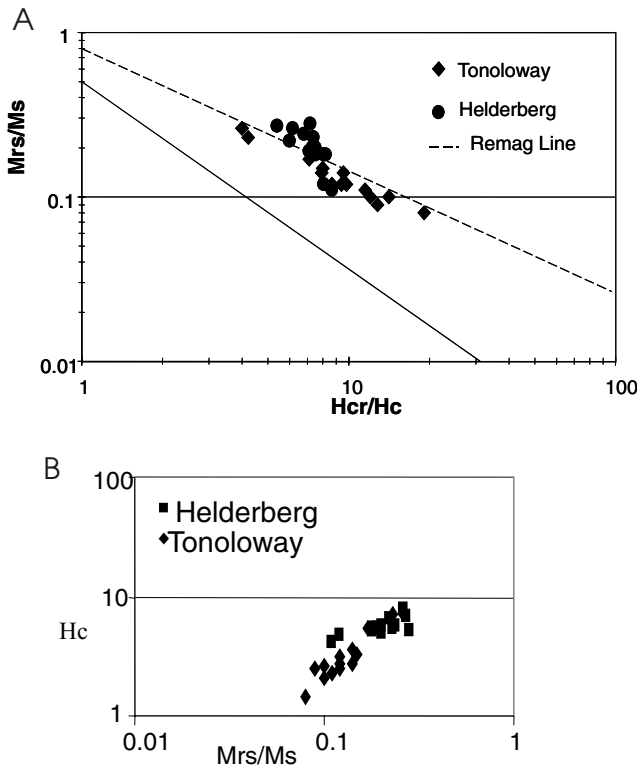 A
1
Tonoloway
Helderberg
Remag Line
Mrs/Ms
0.1
0.01
1
10
100
Hcr/Hc
B
100
Helderberg
Tonoloway
10
Hc
1
0.01
0.1
1
Mrs/Ms